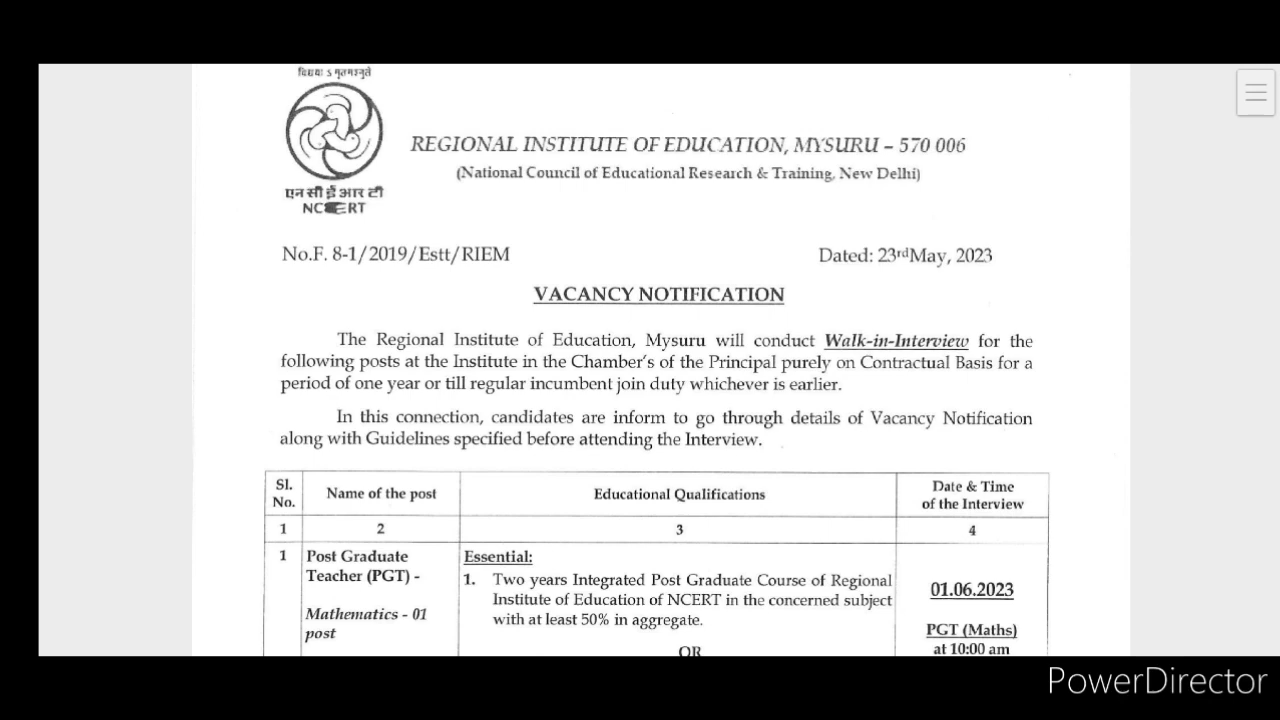 विद्यया ऽ मृतमश्नुते
एन सी ई आर टी
NCERT
REGIONAL INSTITUTE OF EDUCATION, MYSURU – 570 006
(National Council of Educational Research & Training, New Delhi)
No.F. 8-1/2019/Estt/RIEM
Dated: 23rdMay, 2023
VACANCY NOTIFICATION
The Regional Institute of Education, Mysuru will conduct Walk-in-Interview for the
following posts at the Institute in the Chamber's of the Principal purely on Contractual Basis for a
period of one year or till regular incumbent join duty whichever is earlier.
In this connection, candidates are inform to go through details of Vacancy Notification
along with Guidelines specified before attending the Interview.
Sl.
No.
Name of the post
Educational Qualifications
Date & Time
of the Interview
1
2
3
4
1
Post Graduate
Teacher (PGT) -
Mathematics - 01
post
Essential:
1. Two years Integrated Post Graduate Course of Regional
Institute of Education of NCERT in the concerned subject
with at least 50% in aggregate.
OR
01.06.2023
PGT (Maths)
at 10:00 am
PowerDirector